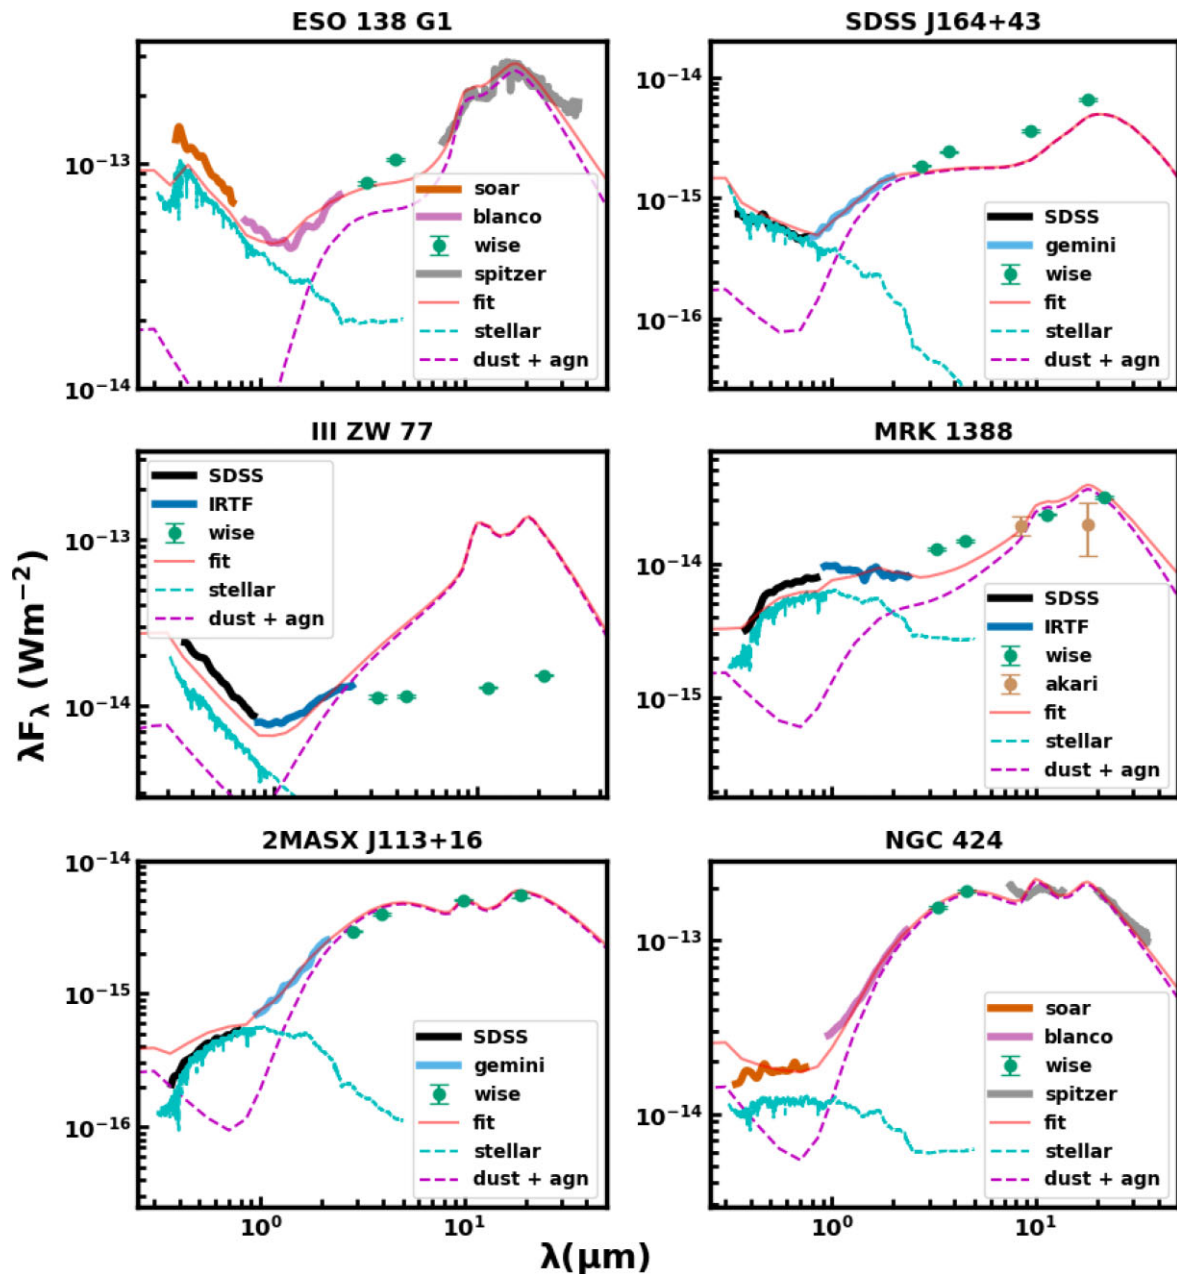 ESO 138 G1
10⁻¹³
10⁻¹⁴
soar
blanco
wise
spitzer
fit
stellar
dust + agn
SDSS J164+43
10⁻¹⁴
10⁻¹⁵
10⁻¹⁶
SDSS
gemini
wise
fit
stellar
dust + agn
III ZW 77
10⁻¹³
10⁻¹⁴
SDSS
IRTF
wise
fit
stellar
dust + agn
MRK 1388
10⁻¹⁴
10⁻¹⁵
SDSS
IRTF
wise
akari
fit
stellar
dust + agn
λF_λ (Wm⁻²)
2MASX J113+16
10⁻¹⁴
10⁻¹⁵
10⁻¹⁶
SDSS
gemini
wise
fit
stellar
dust + agn
10⁰ 10¹
NGC 424
10⁻¹³
10⁻¹⁴
soar
blanco
wise
spitzer
fit
stellar
dust + agn
10⁰ 10¹
λ(μm)